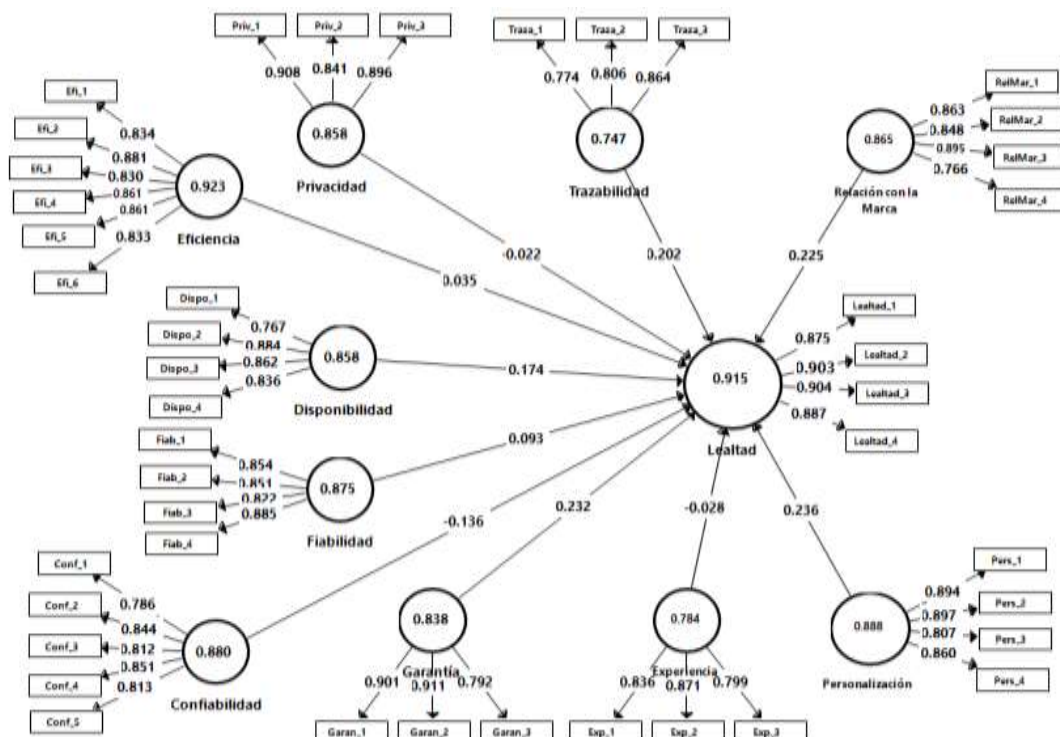 Priv_1
Priv_2
Priv_3
0.908
0.841
0.896
0.858
Privacidad
Traza_1
Traza_2
Traza_3
0.774
0.806
0.864
0.747
Trazabilidad
RelMar_1
RelMar_2
RelMar_3
RelMar_4
0.863
0.848
0.895
0.766
0.865
Relación con la
Marca
Efi_1
Efi_2
Efi_3
Efi_4
Efi_5
Efi_6
0.834
0.881
0.830
0.861
0.861
0.833
0.923
Eficiencia
-0.022
0.202
0.225
0.035
Dispo_1
Dispo_2
Dispo_3
Dispo_4
0.767
0.884
0.862
0.836
0.858
Disponibilidad
0.174
Lealtad_1
Lealtad_2
Lealtad_3
Lealtad_4
0.875
0.903
0.904
0.887
0.915
Lealtad
Fiab_1
Fiab_2
Fiab_3
Fiab_4
0.854
0.851
0.822
0.885
0.875
Fiabilidad
0.093
-0.136
0.232
-0.028
0.236
Conf_1
Conf_2
Conf_3
Conf_4
Conf_5
0.786
0.844
0.812
0.851
0.813
0.880
Confiabilidad
0.838
Garantía
0.901
0.911
0.792
Garan_1
Garan_2
Garan_3
0.784
Experiencia
0.836
0.871
0.799
Exp_1
Exp_2
Exp_3
0.888
Personalización
0.894
0.897
0.807
0.860
Pers_1
Pers_2
Pers_3
Pers_4